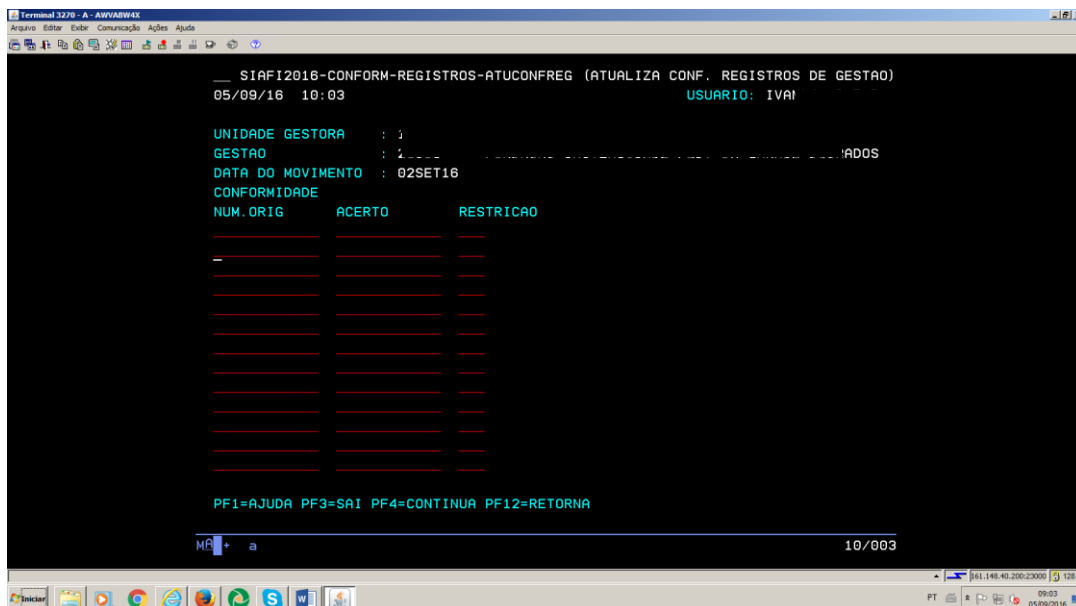 Terminal 3270 - A - AWVABW4X
Arquivo Editar Exibir Comunicação Ações Ajuda
__ SIAFI2016-CONFORM-REGISTROS-ATUCONFREG (ATUALIZA CONF. REGISTROS DE GESTAO)
05/09/16 10:03 USUARIO: IVAN
UNIDADE GESTORA : 1
GESTAO : ADOS
DATA DO MOVIMENTO : 02SET16
CONFORMIDADE
NUM.ORIG ACERTO RESTRICAO
PF1=AJUDA PF3=SAI PF4=CONTINUA PF12=RETORNA
MA + a 10/003
161.148.40.200:23000 128
Iniciar PT 09:03
05/09/2016